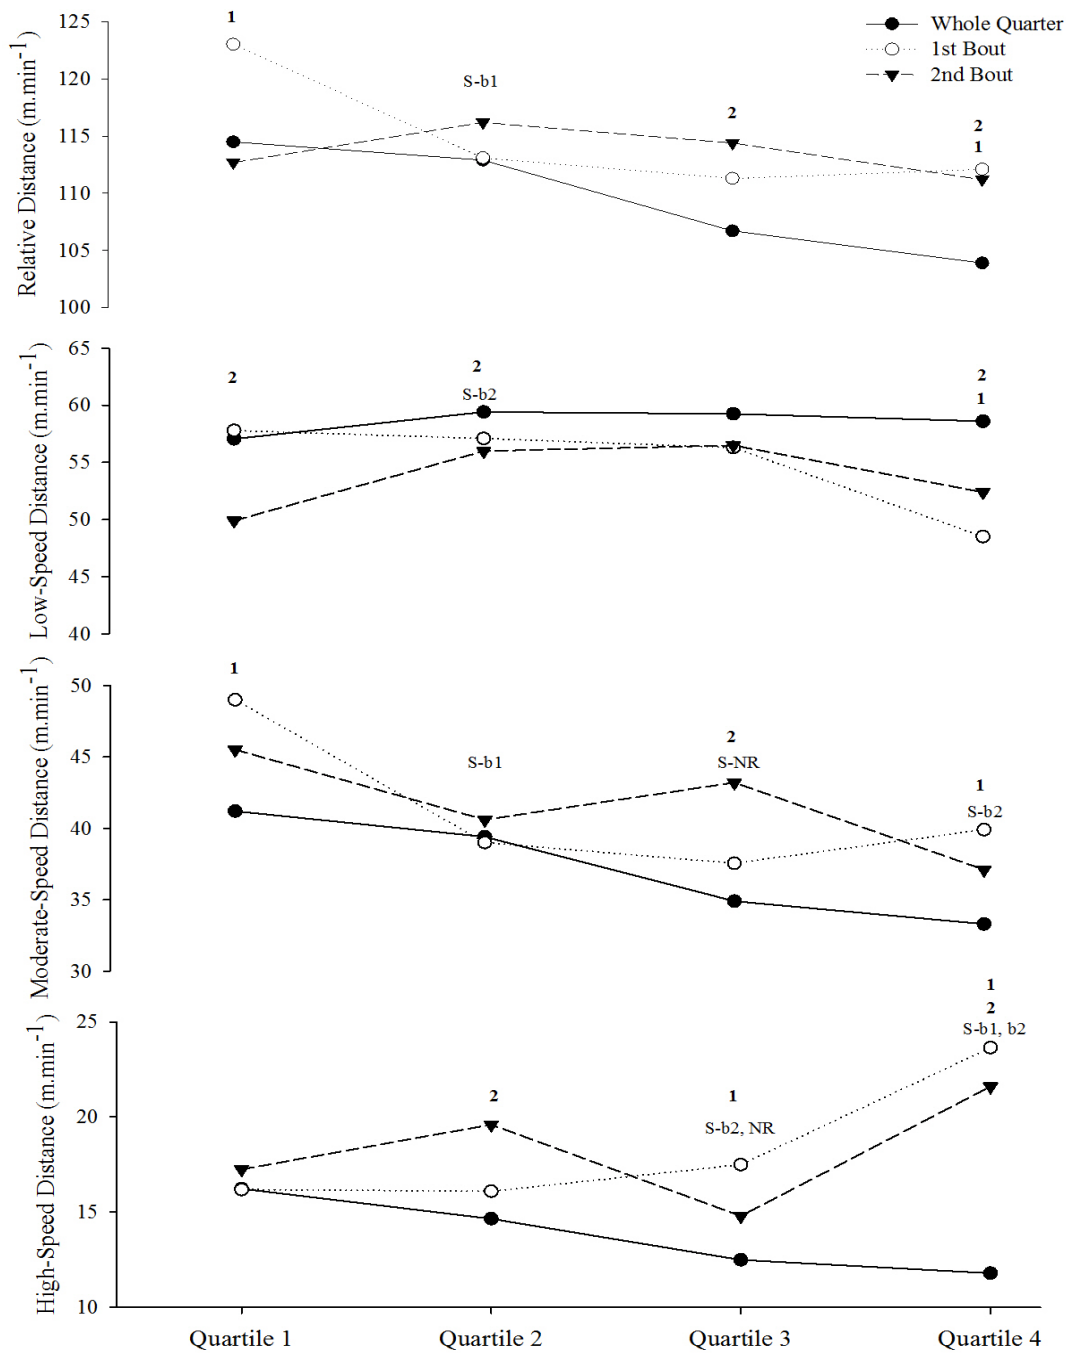 Whole Quarter
1st Bout
2nd Bout
Relative Distance (m.min-1)
125
120
115
110
105
100
1
S-b1
2
2
1
Low-Speed Distance (m.min-1)
65
60
55
50
45
40
2
2
S-b2
2
1
Moderate-Speed Distance (m.min-1)
50
45
40
35
30
1
S-b1
2
S-NR
1
S-b2
High-Speed Distance (m.min-1)
25
20
15
10
2
1
S-b2, NR
1
2
S-b1, b2
Quartile 1
Quartile 2
Quartile 3
Quartile 4